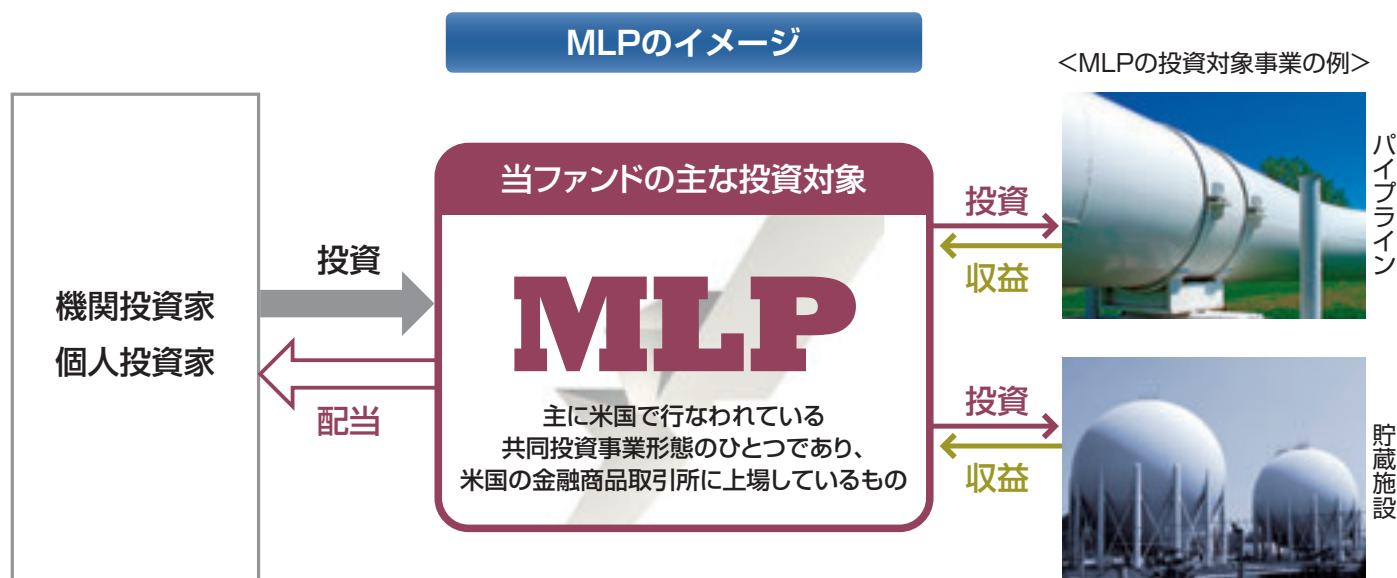 MLPのイメージ
<MLPの投資対象事業の例>
機関投資家
個人投資家
投資
配当
当ファンドの主な投資対象
MLP
主に米国で行なわれている
共同投資事業形態のひとつであり、
米国の金融商品取引所に上場しているもの
投資
収益
パイプライン
投資
収益
貯蔵施設